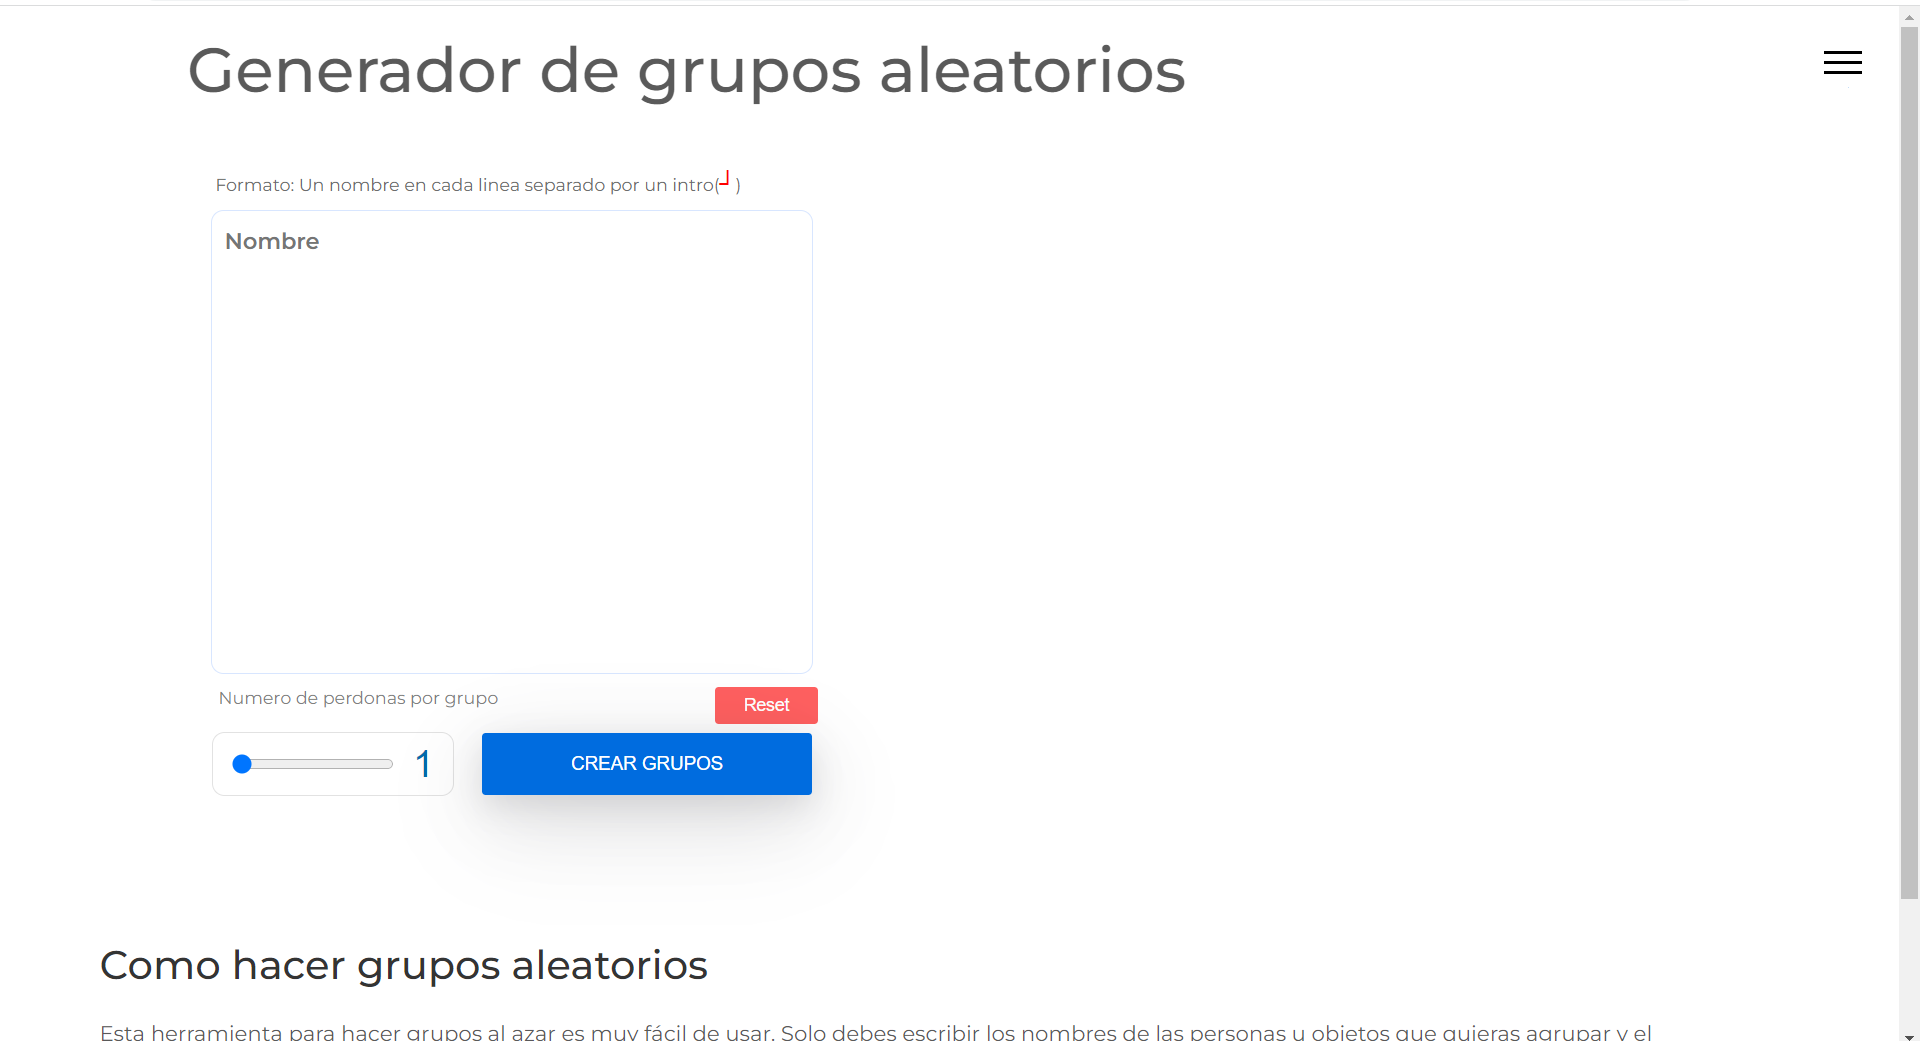 Generador de grupos aleatorios
Formato: Un nombre en cada linea separado por un intro(┘)
Nombre
Numero de perdonas por grupo
Reset
1
CREAR GRUPOS
Como hacer grupos aleatorios
Esta herramienta para hacer grupos al azar es muy fácil de usar. Solo debes escribir los nombres de las personas u objetos que quieras agrupar y el